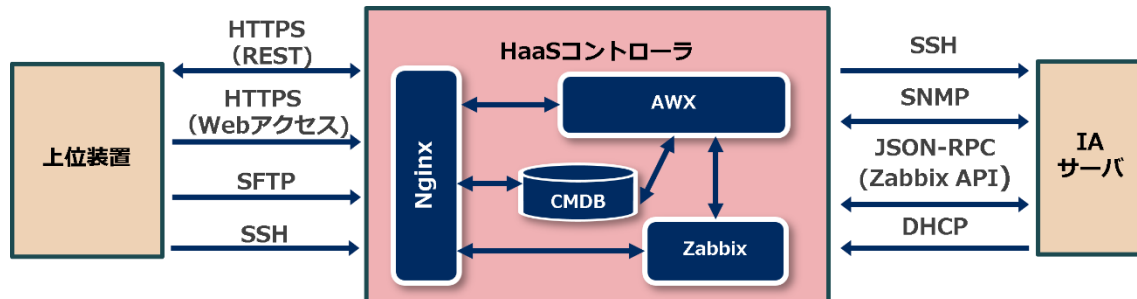 上位装置
HTTPS
（REST)
HTTPS
（Webアクセス)
SFTP
SSH
HaaSコントローラ
Nginx
AWX
CMDB
Zabbix
SSH
SNMP
JSON-RPC
(Zabbix API)
DHCP
IA
サーバ